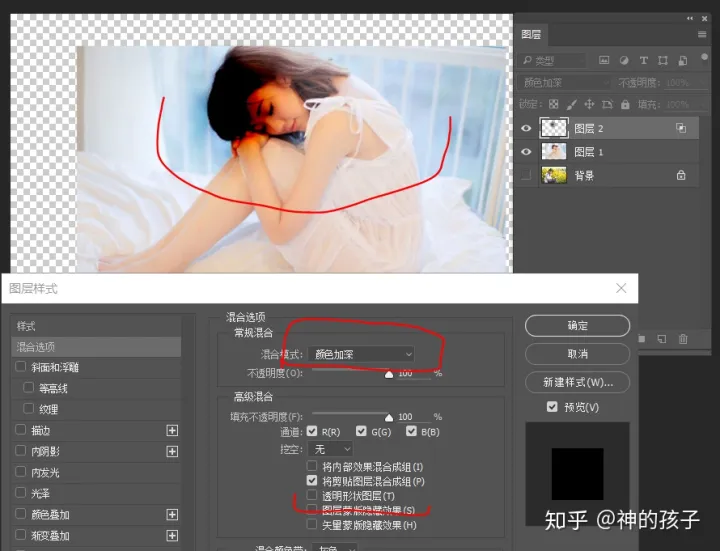 图层
类型
颜色加深
不透明度: 100%
锁定:
填充: 100%
图层 2
图层 1
背景
图层样式
样式
混合选项
斜面和浮雕
等高线
纹理
描边
内阴影
内发光
光泽
颜色叠加
渐变叠加
混合选项
常规混合
混合模式: 颜色加深
不透明度(O): 100 %
高级混合
填充不透明度(F): 100 %
通道: R(R) G(G) B(B)
挖空: 无
将内部效果混合成组(I)
将剪贴图层混合成组(P)
透明形状图层(T)
图层蒙版隐藏效果(S)
矢量蒙版隐藏效果(H)
混合颜色带: 灰色
确定
取消
新建样式(W)...
预览(V)
知乎 @神的孩子